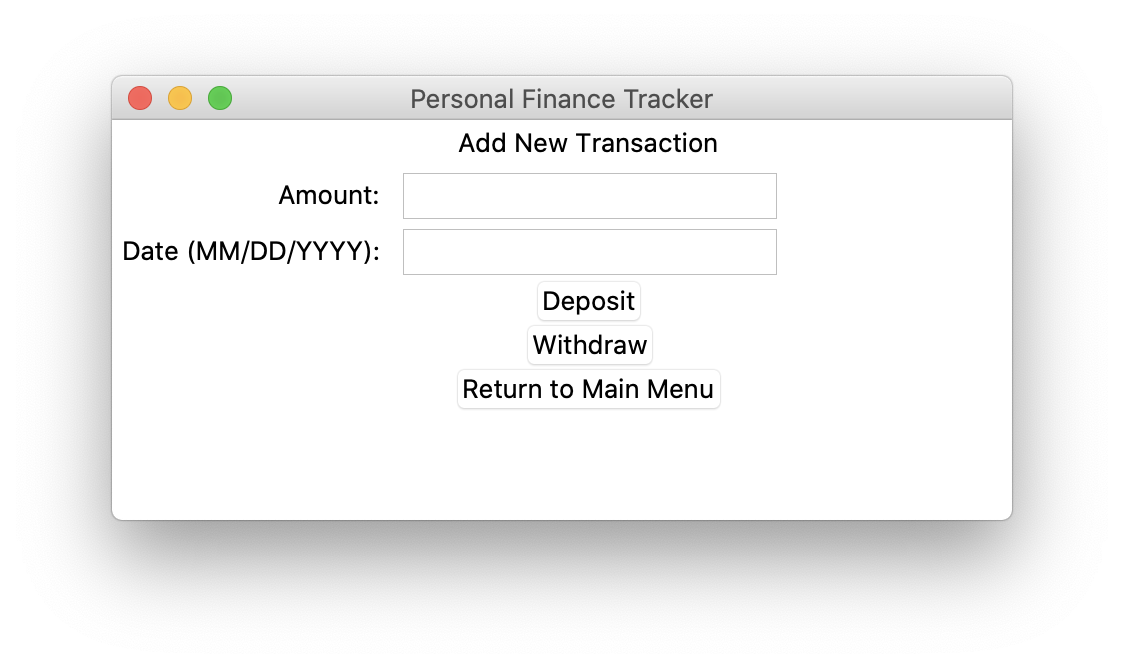 Personal Finance Tracker
Add New Transaction
Amount:
Date (MM/DD/YYYY):
Deposit
Withdraw
Return to Main Menu